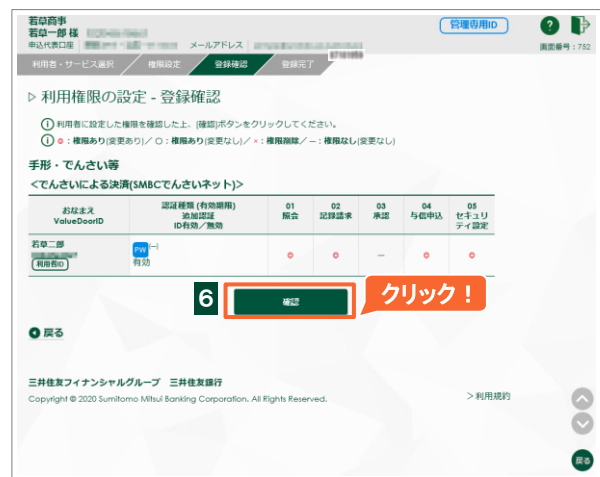 若草商事
若草一郎 様
管理専用ID
?
申込代表口座
メールアドレス
画面番号:752
利用者・サービス選択
権限設定
登録確認
登録完了
▷ 利用権限の設定 - 登録確認
利用者に設定した権限を確認した上、[確認]ボタンをクリックしてください。
◎:権限あり(変更あり)/○:権限あり(変更なし)/×:権限削除/–:権限なし(変更なし)
手形・でんさい等
<でんさいによる決済(SMBCでんさいネット)>
おなまえ
ValueDoorID
認証種類 (有効期限)
追加認証
ID有効/無効
01
照会
02
記録請求
03
承認
04
与信申込
05
セキュリ
ティ設定
若草二郎
利用者ID
PW (–)
有効
◎ ◎ – ◎ ◎
6
確認
クリック!
戻る
三井住友フィナンシャルグループ 三井住友銀行
Copyright © 2020 Sumitomo Mitsui Banking Corporation. All Rights Reserved.
>利用規約
戻る